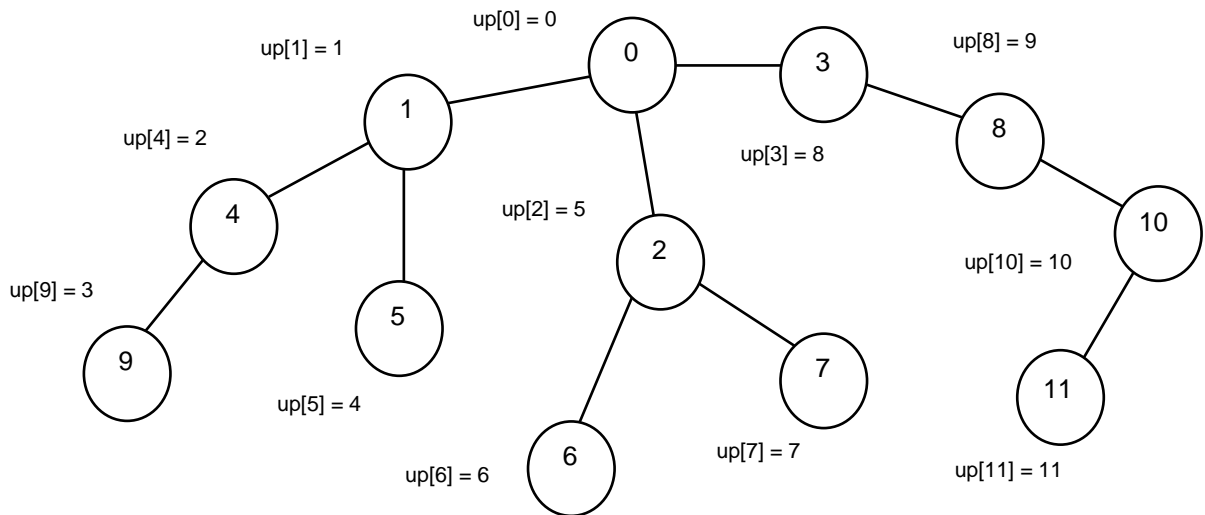 up[0] = 0
0
3
up[8] = 9
up[1] = 1
1
8
up[4] = 2
up[3] = 8
4
up[2] = 5
2
10
up[10] = 10
up[9] = 3
5
9
7
11
up[5] = 4
6
up[7] = 7
up[6] = 6
up[11] = 11